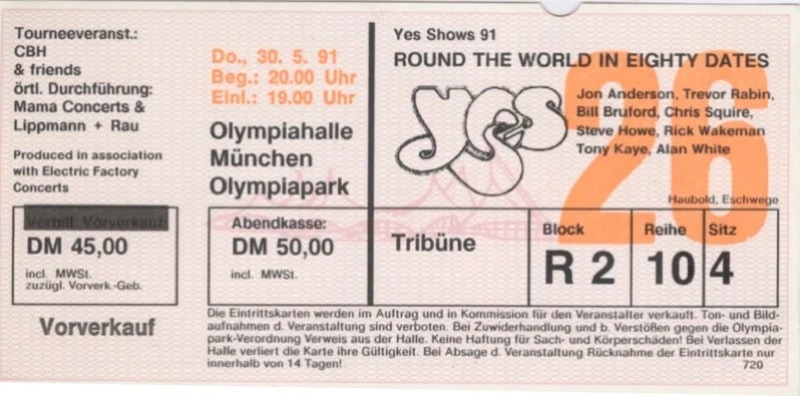 Tourneeveranst.:
CBH
& friends
örtl. Durchführung:
Mama Concerts &
Lippmann + Rau
Produced in association
with Electric Factory
Concerts
Verbill. Vorverkauf:
DM 45,00
incl. MWSt.
zuzügl. Vorverk.-Geb.
Vorverkauf
Do., 30. 5. 91
Beg.: 20.00 Uhr
Einl.: 19.00 Uhr
Olympiahalle
München
Olympiapark
Abendkasse:
DM 50,00
incl. MWSt.
Yes Shows 91
ROUND THE WORLD IN EIGHTY DATES
yes
26
Jon Anderson, Trevor Rabin,
Bill Bruford, Chris Squire,
Steve Howe, Rick Wakeman
Tony Kaye, Alan White
Haubold, Eschwege
Tribüne
Block Reihe Sitz
R 2 10 4
Die Eintrittskarten werden im Auftrag und in Kommission für den Veranstalter verkauft. Ton- und Bild-
aufnahmen d. Veranstaltung sind verboten. Bei Zuwiderhandlung und b. Verstößen gegen die Olympia-
park-Verordnung Verweis aus der Halle. Keine Haftung für Sach- und Körperschäden! Bei Verlassen der
Halle verliert die Karte ihre Gültigkeit. Bei Absage d. Veranstaltung Rücknahme der Eintrittskarte nur
innerhalb von 14 Tagen! 720